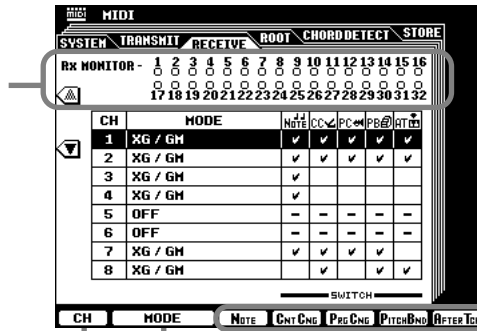 MIDI MIDI
SYSTEM TRANSMIT RECEIVE ROOT CHORD DETECT STORE
RX MONITOR - 1 2 3 4 5 6 7 8 9 10 11 12 13 14 15 16
17 18 19 20 21 22 23 24 25 26 27 28 29 30 31 32
CH MODE NOTE CC PC PB AT
1 XG / GM ✔ ✔ ✔ ✔ ✔
2 XG / GM ✔ ✔ ✔ ✔ ✔
3 XG / GM ✔
4 XG / GM ✔
5 OFF – – – – –
6 OFF – – – – –
7 XG / GM ✔ ✔ ✔ ✔
8 XG / GM ✔ ✔ ✔
SWITCH
CH MODE NOTE CNT CNG PRG CNG PITCHBND AFTER TCH